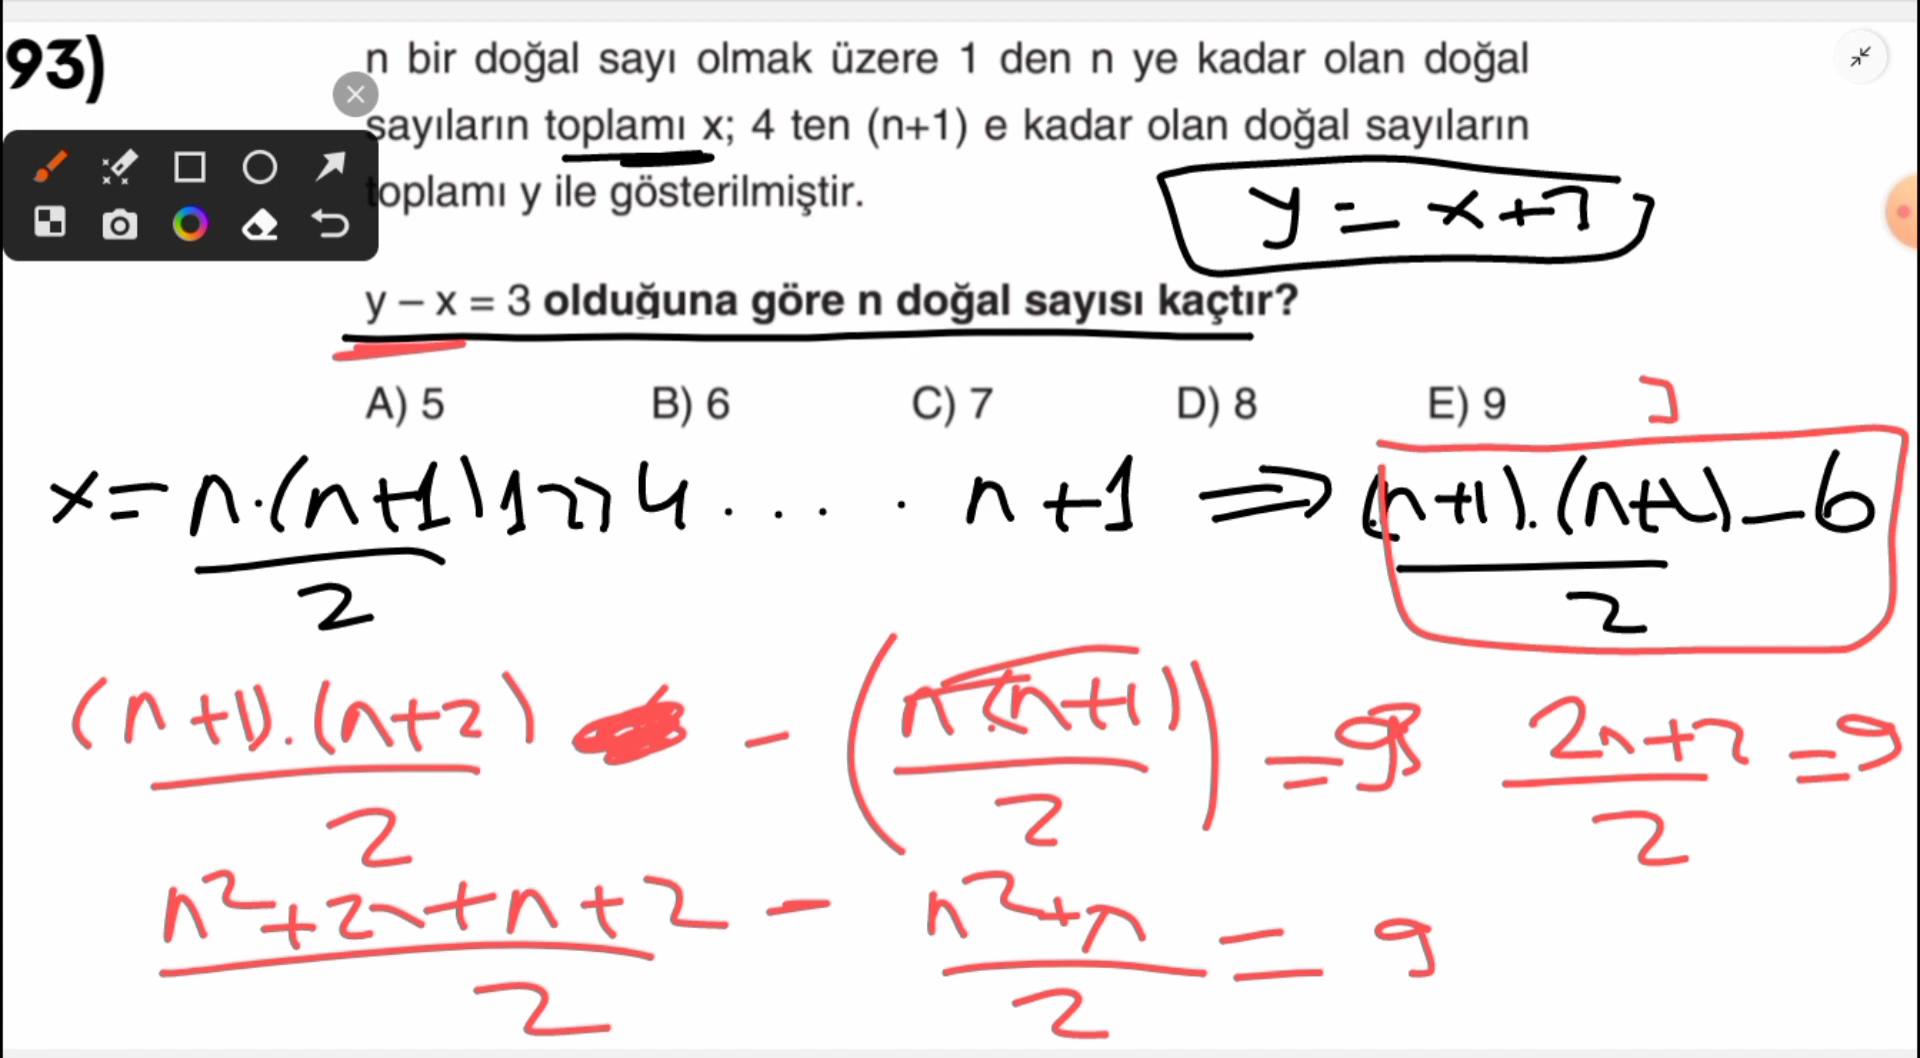 93)
n bir doğal sayı olmak üzere 1 den n ye kadar olan doğal
sayıların toplamı x; 4 ten (n+1) e kadar olan doğal sayıların
toplamı y ile gösterilmiştir.
y = x+7
y – x = 3 olduğuna göre n doğal sayısı kaçtır?
A) 5 B) 6 C) 7 D) 8 E) 9
x = n.(n+1) 4 .... n+1 ⇒ (n+1).(n+2) – 6
2 2
(n+1).(n+2) – (n(n+1)) = 9 2n+2 = 9
2 2 2
n²+2n+n+2 – n²+n = 9
2 2